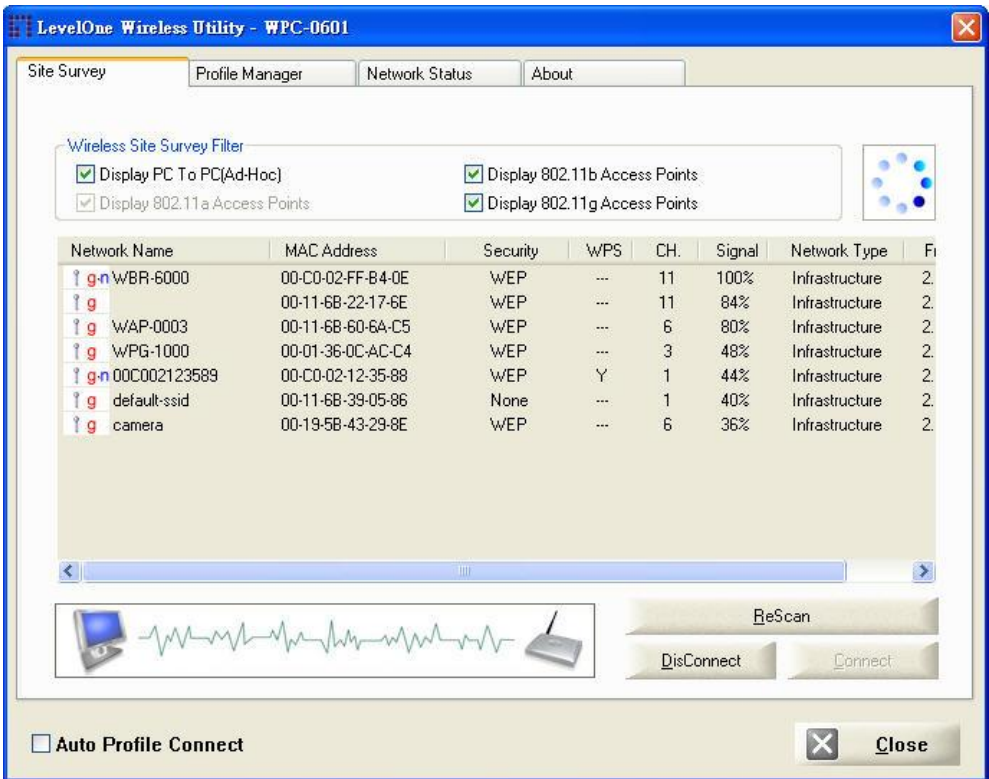 LevelOne Wireless Utility - WPC-0601
Site Survey Profile Manager Network Status About
Wireless Site Survey Filter
Display PC To PC(Ad-Hoc) Display 802.11b Access Points
Display 802.11a Access Points Display 802.11g Access Points
Network Name MAC Address Security WPS CH. Signal Network Type
g-n WBR-6000 00-C0-02-FF-B4-0E WEP --- 11 100% Infrastructure 2.
g 00-11-6B-22-17-6E WEP --- 11 84% Infrastructure 2.
g WAP-0003 00-11-6B-60-6A-C5 WEP --- 6 80% Infrastructure 2.
g WPG-1000 00-01-36-0C-AC-C4 WEP --- 3 48% Infrastructure 2.
g-n 00C002123589 00-C0-02-12-35-88 WEP Y 1 44% Infrastructure 2.
g default-ssid 00-11-6B-39-05-86 None --- 1 40% Infrastructure 2.
g camera 00-19-5B-43-29-8E WEP --- 6 36% Infrastructure 2.
ReScan
DisConnect Connect
Auto Profile Connect Close